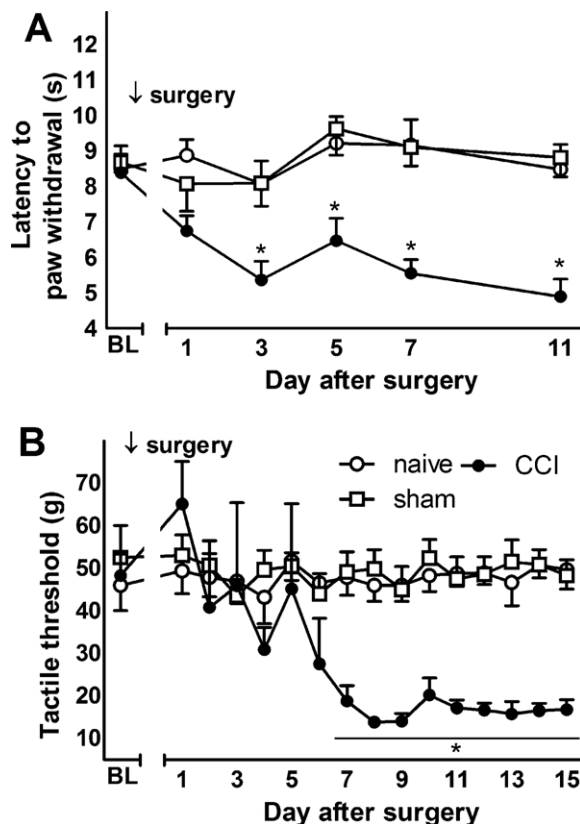 A
↓ surgery
Latency to
paw withdrawal (s)
12
11
10
9
8
7
6
5
4
*
*
*
*
BL
1
3
5
7
11
Day after surgery
B
↓ surgery
naive
CCI
sham
Tactile threshold (g)
70
60
50
40
30
20
10
*
BL
1
3
5
7
9
11
13
15
Day after surgery